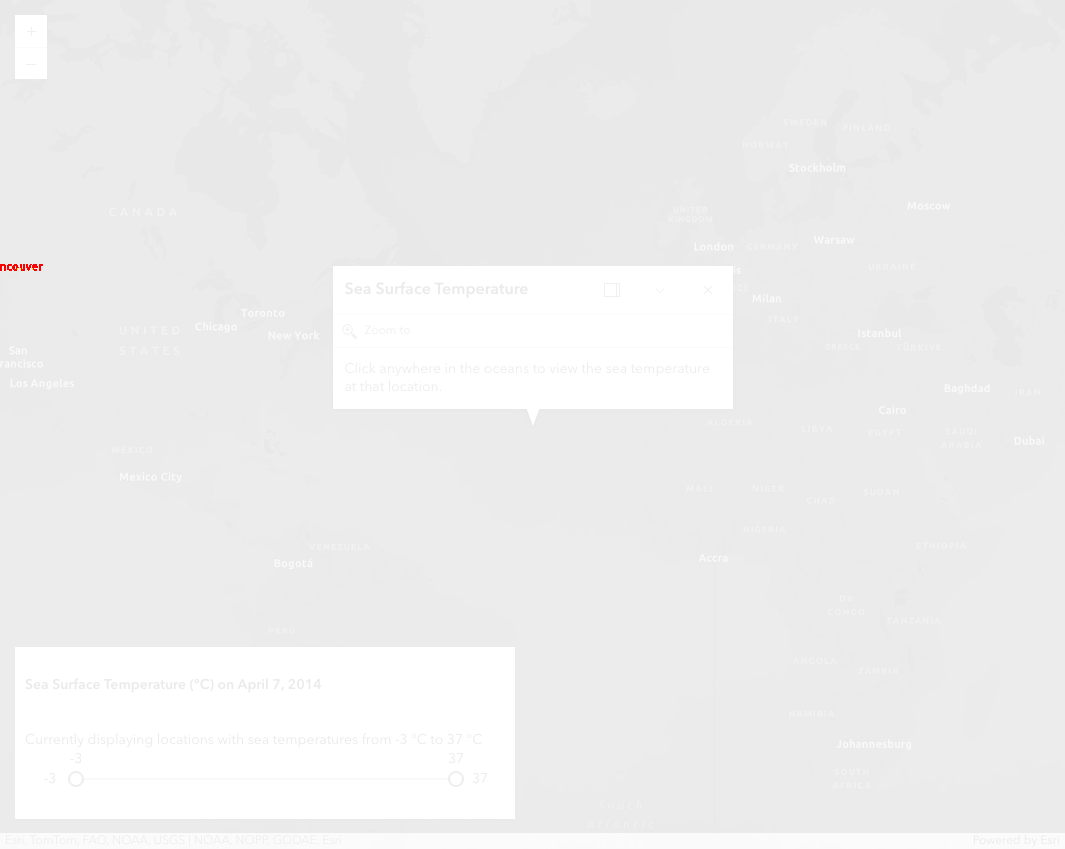 +
SWEDEN
FINLAND
NORWAY
Stockholm
Moscow
CANADA
UNITED
KINGDOM
London
GERMANY
Warsaw
UKRAINE
ncouver
Milan
ITALY
Toronto
Chicago
New York
UNITED
STATES
San
rancisco
Los Angeles
Istanbul
GREECE
TÜRKIYE
Baghdad
IRAN
Cairo
Sea Surface Temperature
Zoom to
Click anywhere in the oceans to view the sea temperature
at that location.
ALGERIA
LIBYA
EGYPT
SAUDI
ARABIA
Dubai
MÉXICO
Mexico City
MALI
NIGER
CHAD
SUDAN
NIGERIA
ETHIOPIA
VENEZUELA
Bogotá
Accra
DR
CONGO
TANZANIA
PERU
ANGOLA
ZAMBIA
NAMIBIA
Johannesburg
SOUTH
AFRICA
Sea Surface Temperature (°C) on April 7, 2014
Currently displaying locations with sea temperatures from -3 °C to 37 °C
-3 37
-3 37
Esri, TomTom, FAO, NOAA, USGS | NOAA, NOPP, GODAE, Esri
Powered by Esri